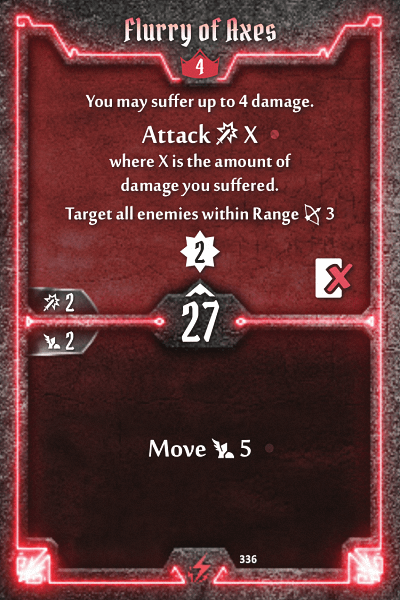 Flurry of Axes
4
You may suffer up to 4 damage.
Attack X
where X is the amount of
damage you suffered.
Target all enemies within Range 3
2
2
27
2
Move 5
336